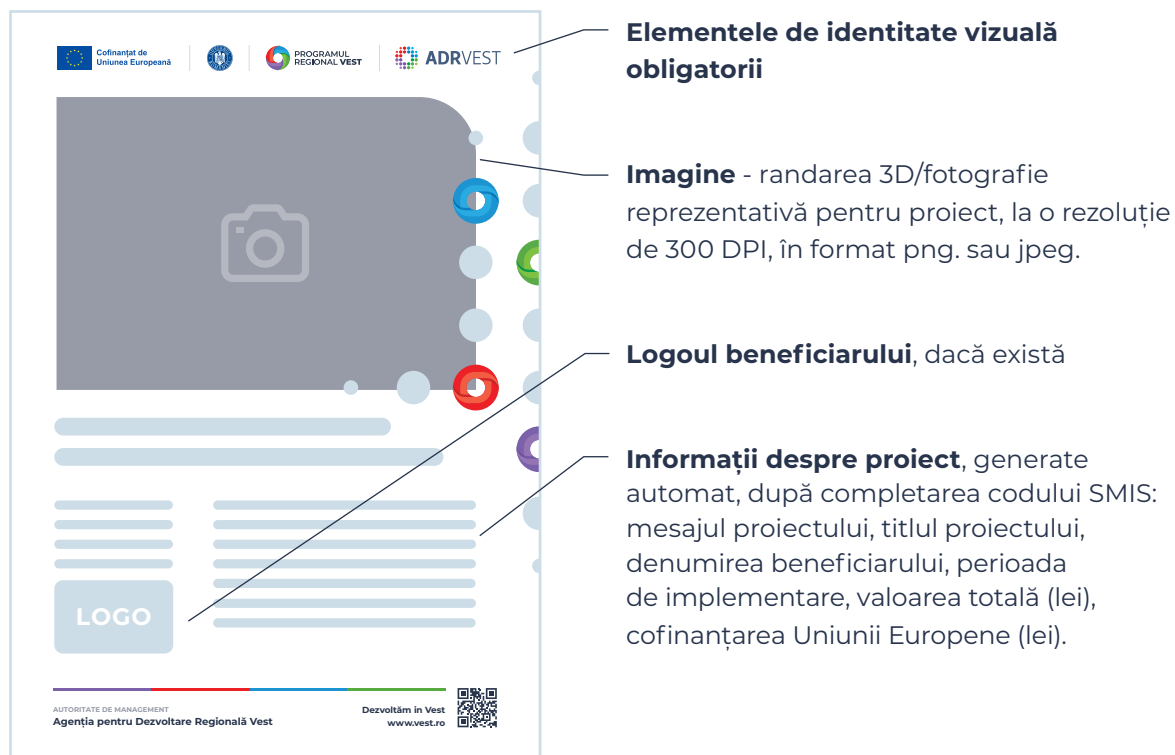 Cofinanțat de
Uniunea Europeană
PROGRAMUL
REGIONAL VEST
ADRVEST
LOGO
AUTORITATE DE MANAGEMENT
Agenția pentru Dezvoltare Regională Vest
Dezvoltăm in Vest
www.vest.ro
Elementele de identitate vizuală
obligatorii
Imagine - randarea 3D/fotografie
reprezentativă pentru proiect, la o rezoluție
de 300 DPI, în format png. sau jpeg.
Logoul beneficiarului, dacă există
Informații despre proiect, generate
automat, după completarea codului SMIS:
mesajul proiectului, titlul proiectului,
denumirea beneficiarului, perioada
de implementare, valoarea totală (lei),
cofinanțarea Uniunii Europene (lei).